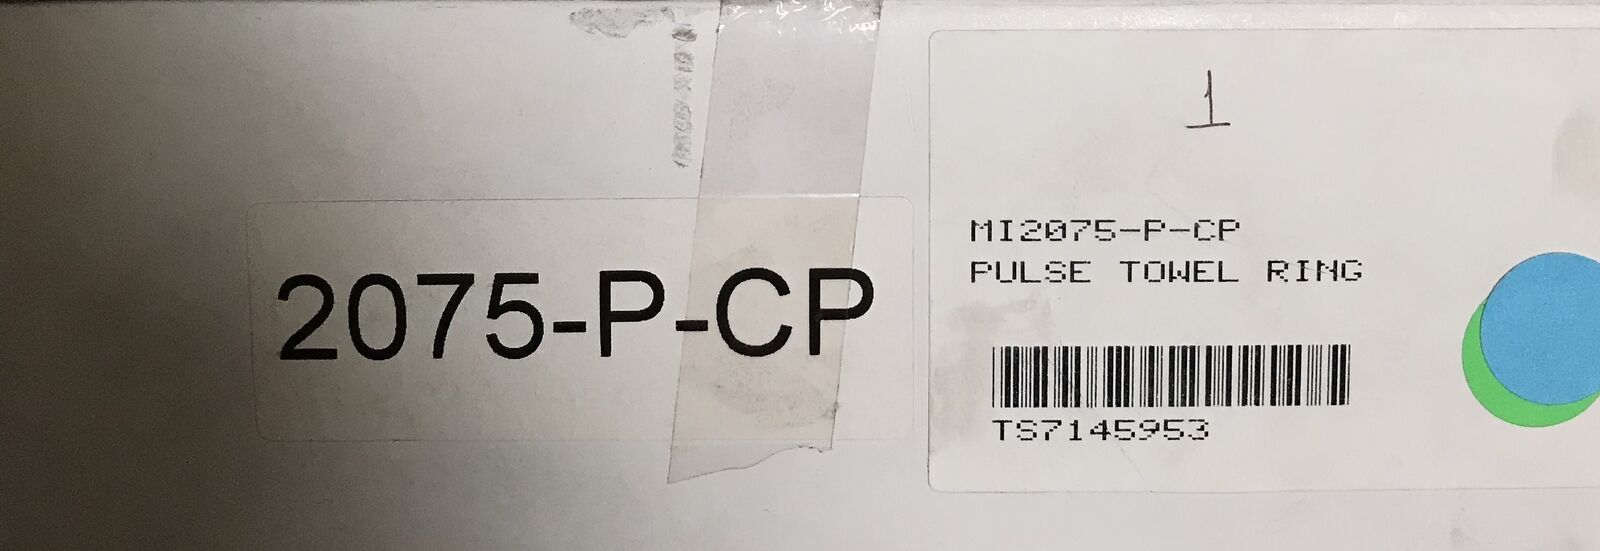 2075-P-CP
1
MI2075-P-CP
PULSE TOWEL RING
TS7145953